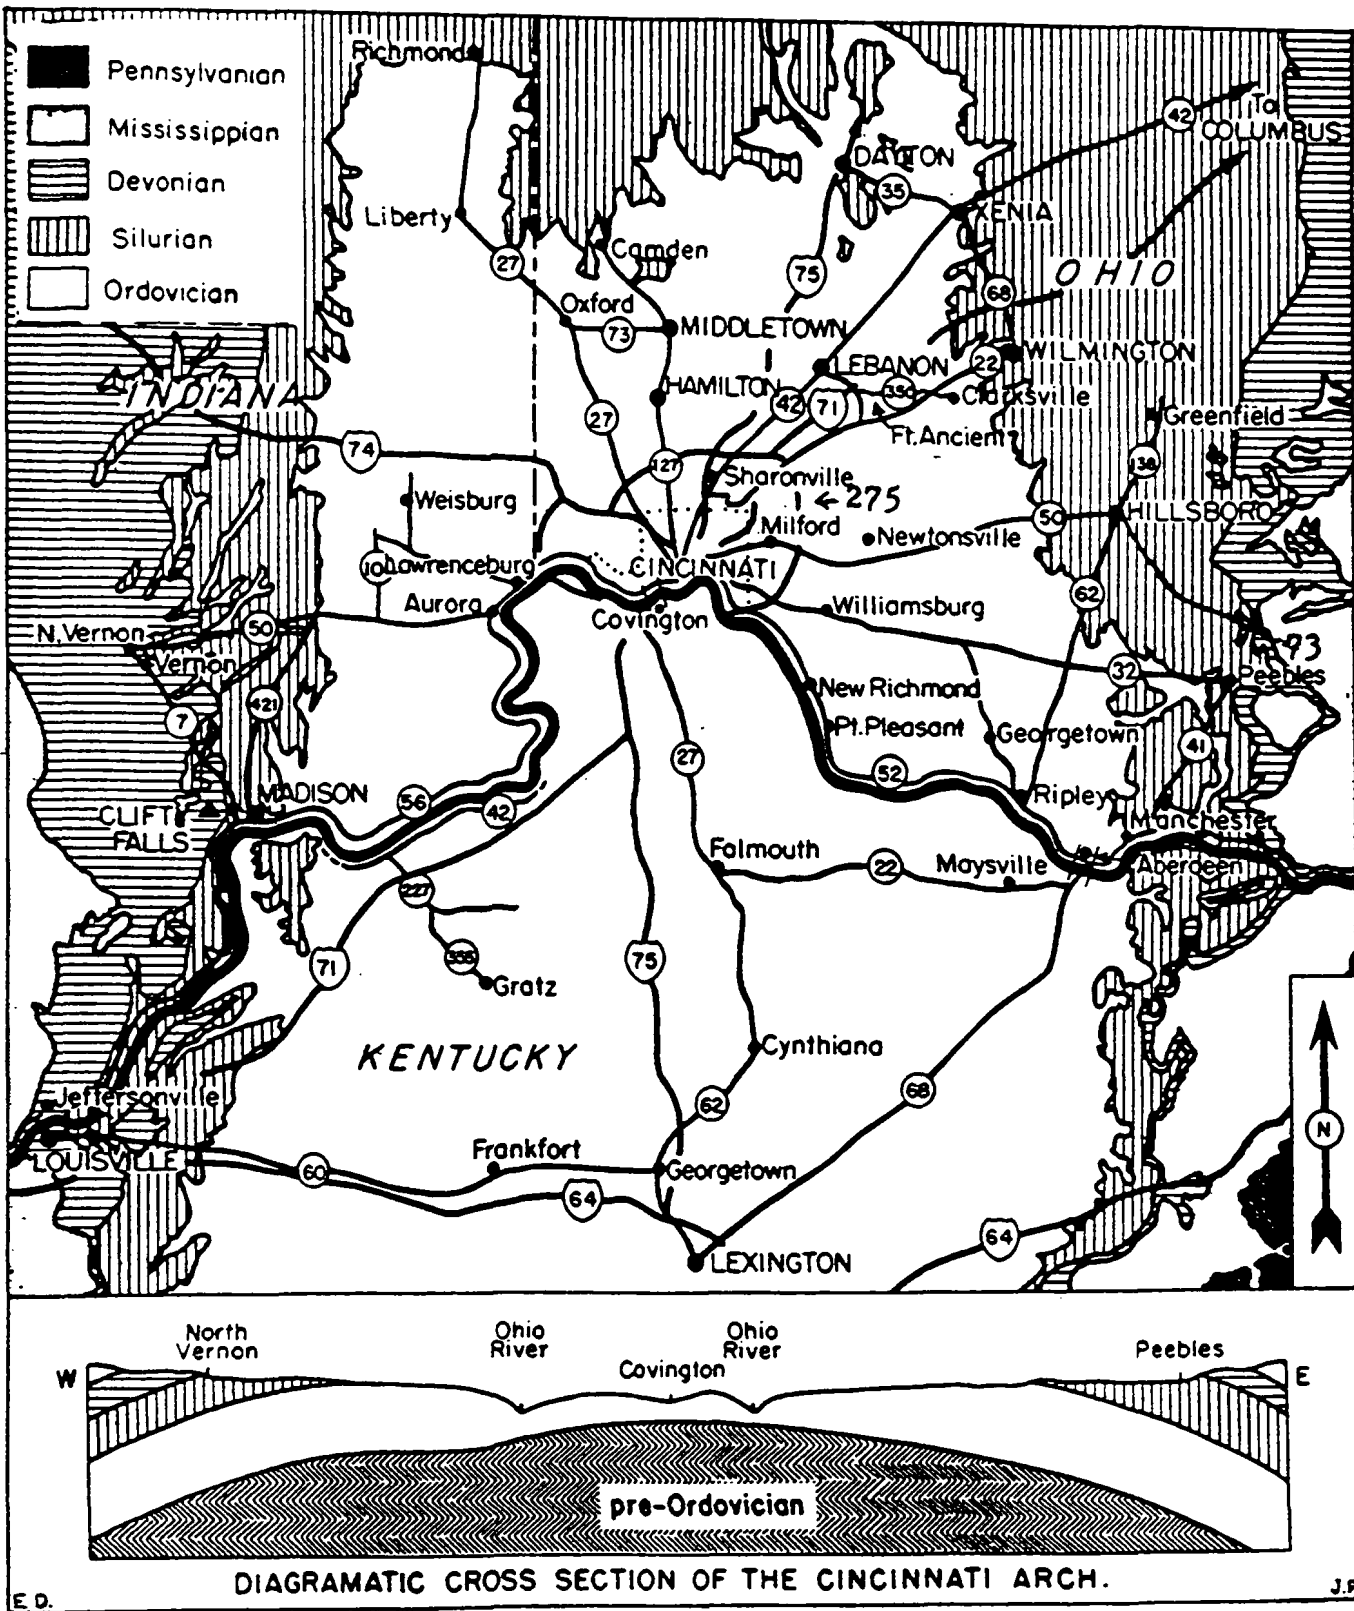 Pennsylvanian
Mississippian
Devonian
Silurian
Ordovician
Richmond
42
To
COLUMBUS
DAYTON
35
XENIA
Liberty
27
Camden
75
OHIO
68
Oxford
73
MIDDLETOWN
WILMINGTON
22
LEBANON
INDIANA
HAMILTON
42
71
350
Clarksville
Greenfield
27
Ft. Ancient
74
127
138
Sharonville
Weisburg
1 ← 275
Milford
50
HILLSBORO
Newtonsville
10
Lawrenceburg
CINCINNATI
62
Aurora
Covington
Williamsburg
N. Vernon
50
73
Vernon
32
Peebles
New Richmond
421
7
Pt. Pleasant
Georgetown
41
27
52
MADISON
56
42
Ripley
CLIFTY
FALLS
Manchester
Falmouth
22
Maysville
Aberdeen
227
71
355
75
Gratz
KENTUCKY
Cynthiana
68
62
Jeffersonville
N
Frankfort
LOUISVILLE
60
Georgetown
64
64
LEXINGTON
North
Vernon
Ohio
River
Ohio
River
Covington
Peebles
W
E
pre-Ordovician
DIAGRAMATIC CROSS SECTION OF THE CINCINNATI ARCH.
E.D.